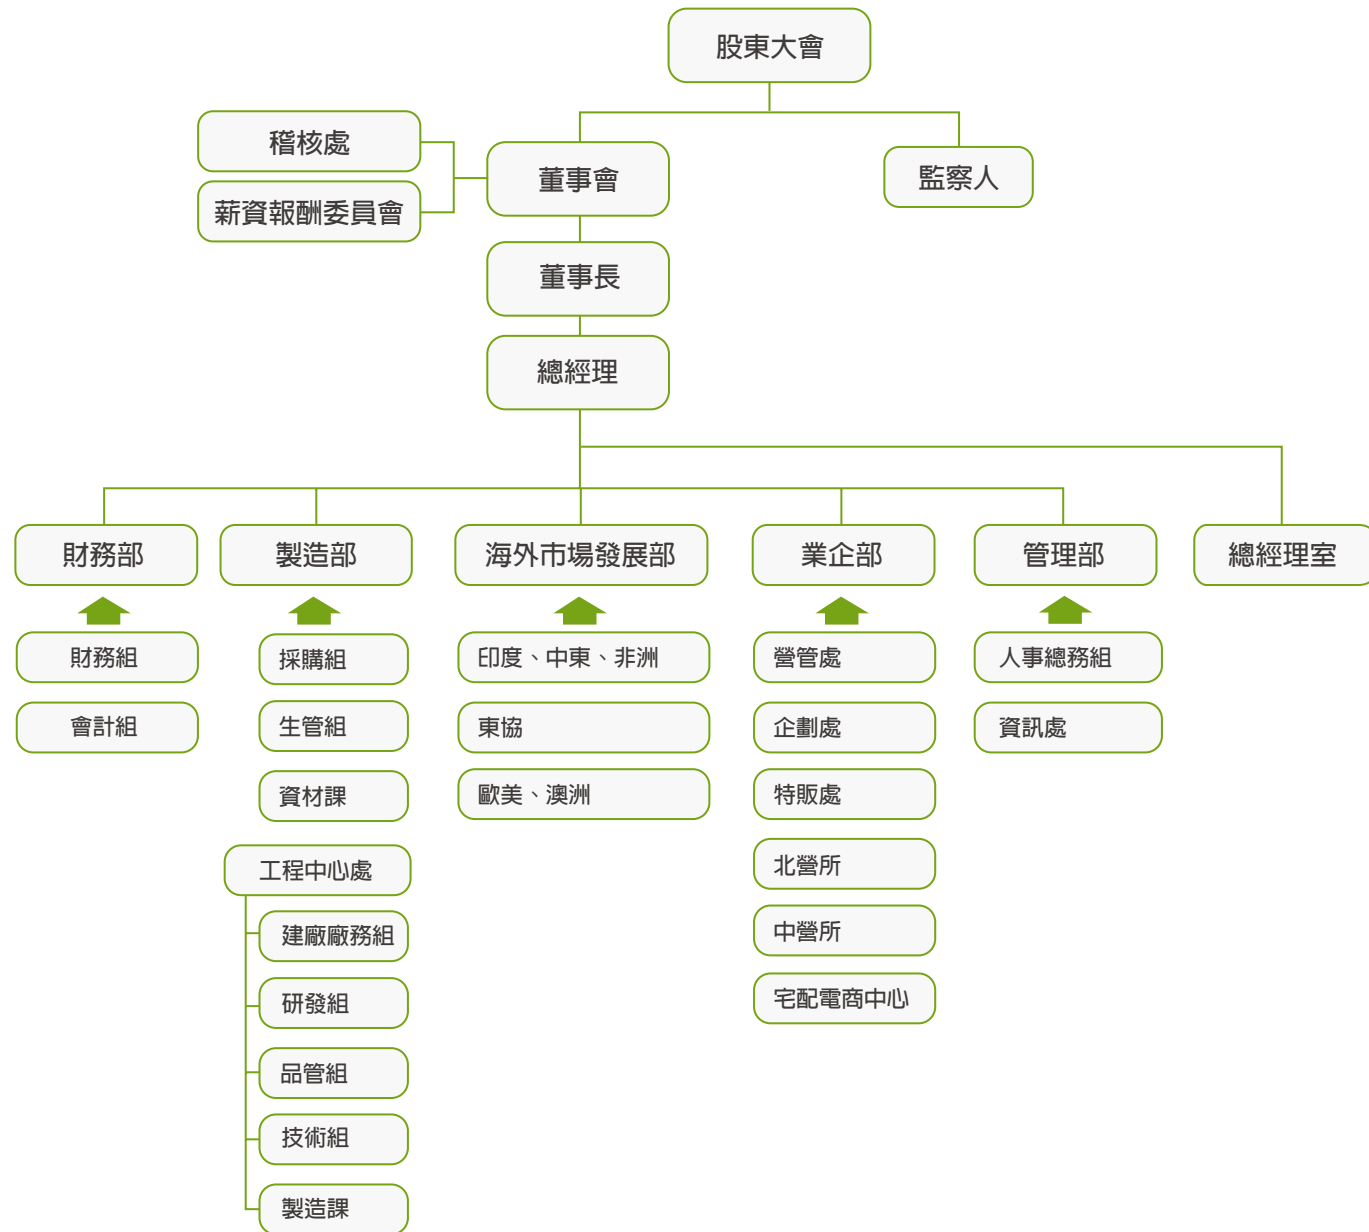 股東大會
稽核處
董事會
監察人
薪資報酬委員會
董事長
總經理
財務部
製造部
海外市場發展部
業企部
管理部
總經理室
財務組
採購組
印度、中東、非洲
營管處
人事總務組
會計組
生管組
東協
企劃處
資訊處
資材課
歐美、澳洲
特販處
工程中心處
北營所
建廠廠務組
中營所
研發組
宅配電商中心
品管組
技術組
製造課